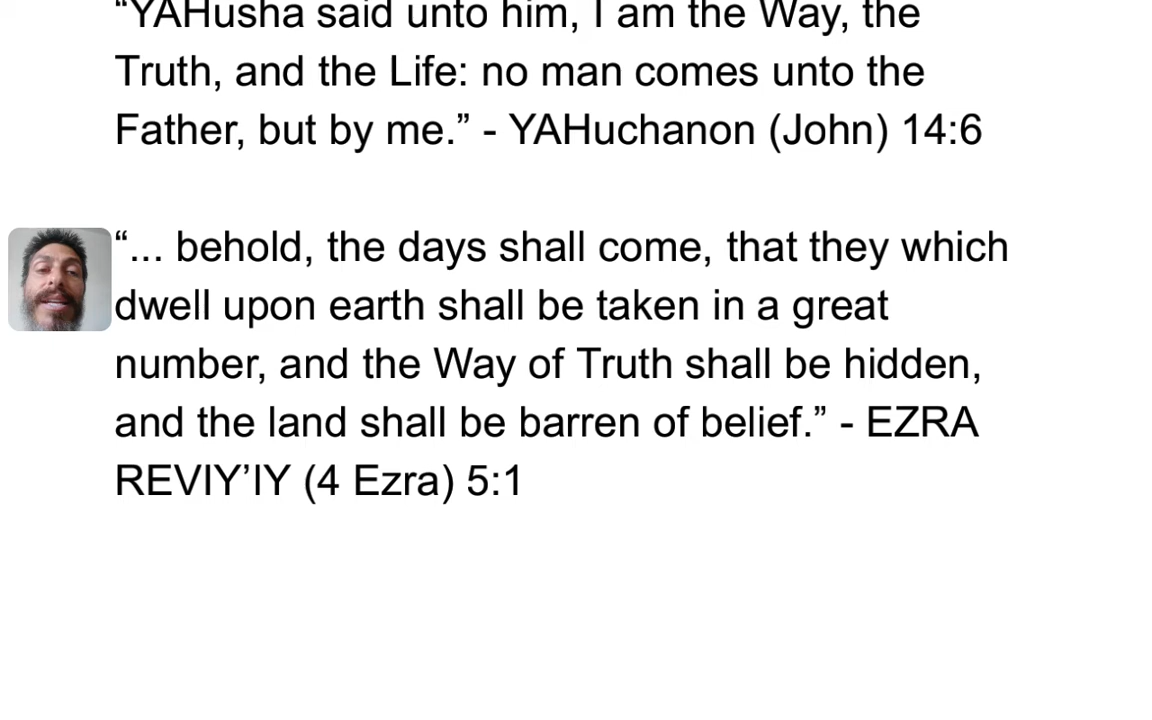 “YAHusha said unto him, I am the Way, the
Truth, and the Life: no man comes unto the
Father, but by me.” - YAHuchanon (John) 14:6
“... behold, the days shall come, that they which
dwell upon earth shall be taken in a great
number, and the Way of Truth shall be hidden,
and the land shall be barren of belief.” - EZRA
REVIY’IY (4 Ezra) 5:1